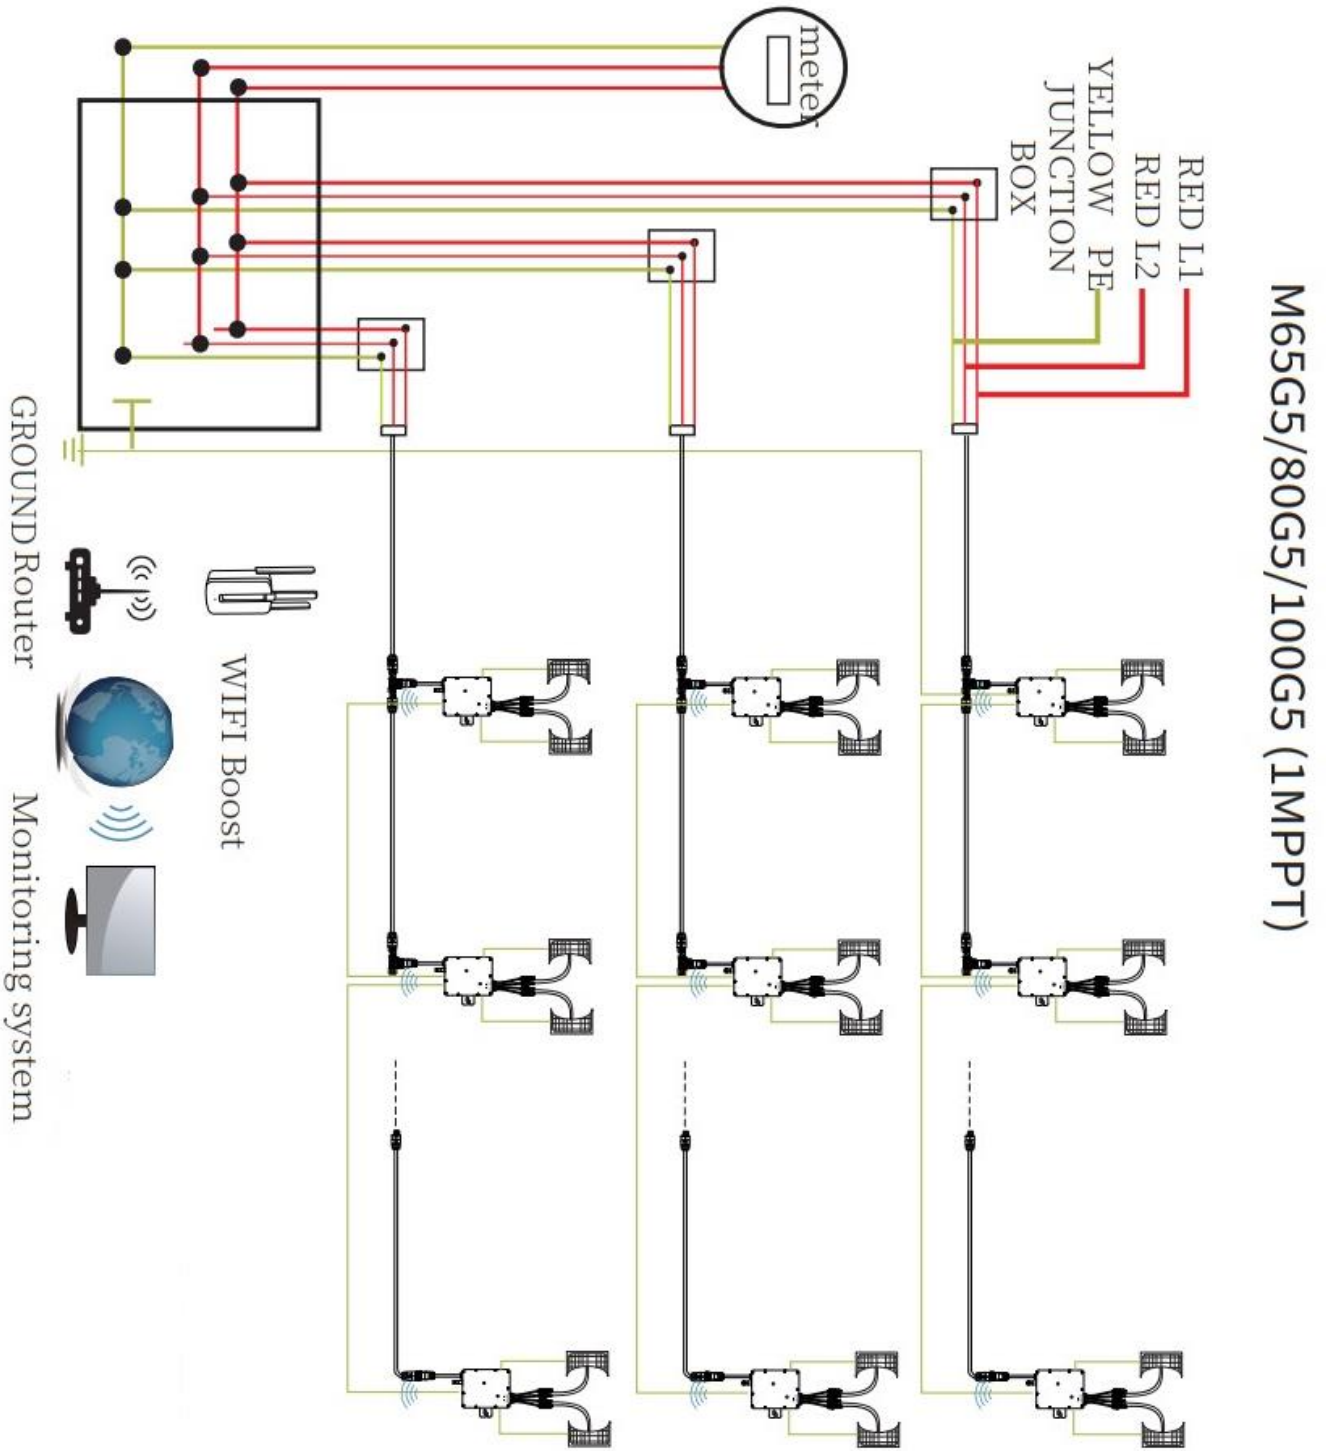 M65G5/80G5/100G5 (1MPPT)
RED L1
RED L2
YELLOW PE
JUNCTION
BOX
meter
WIFI Boost
GROUND Router
Monitoring system